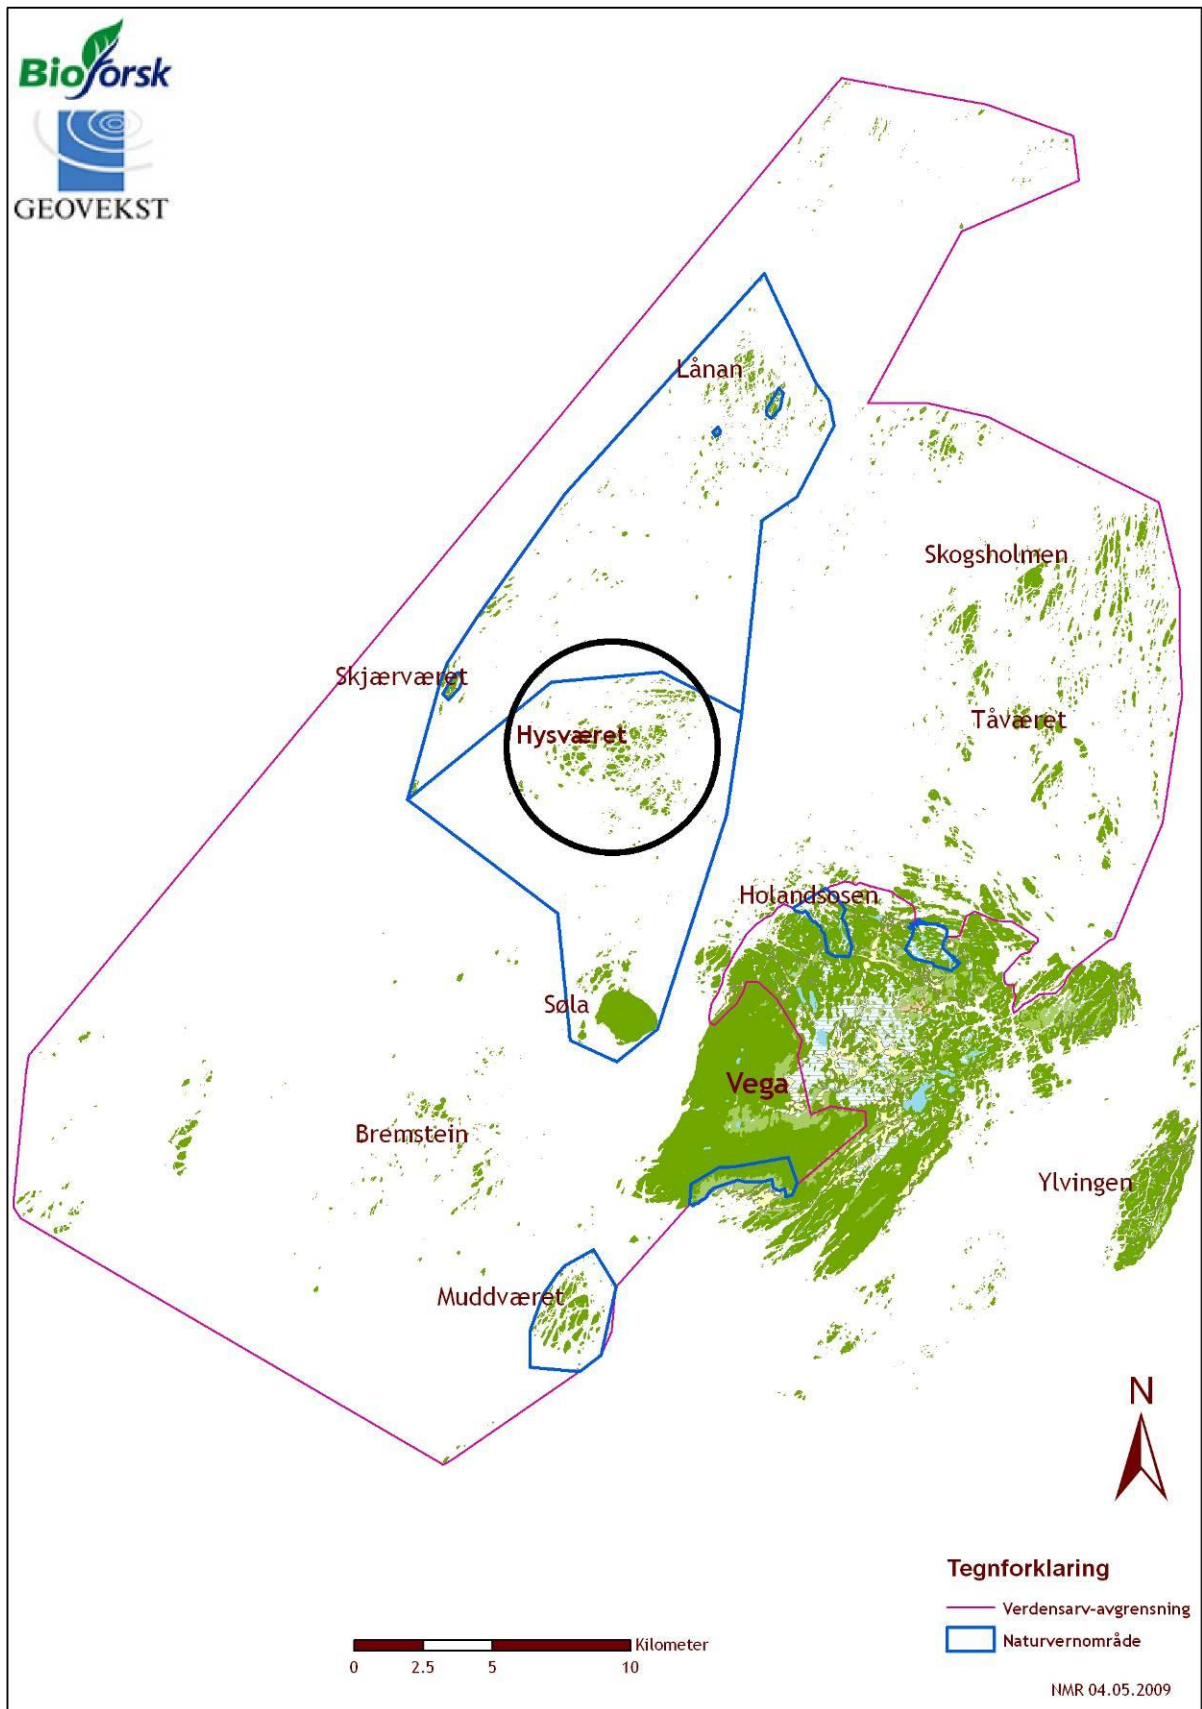 Bioforsk
GEOVEKST
Lånan
Skogsholmen
Skjærværet
Tåværet
Hysværet
Holandsosen
Søla
Vega
Bremstein
Ylvingen
Muddværet
N
Tegnforklaring
Verdensarv-avgrensning
Naturvernområde
Kilometer
0 2.5 5 10
NMR 04.05.2009